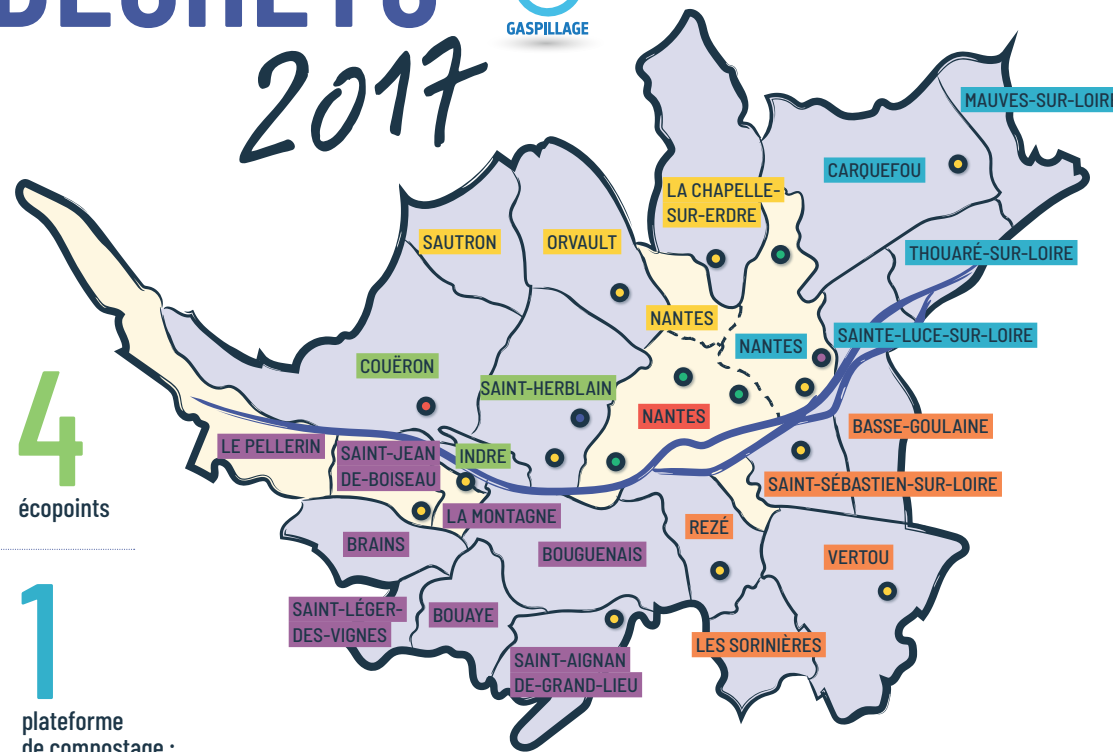 DÉCHETS
GASPILLAGE
2017
MAUVES-SUR-LOIRE
CARQUEFOU
LA CHAPELLE-
SUR-ERDRE
SAUTRON
ORVAULT
THOUARÉ-SUR-LOIRE
NANTES
NANTES
SAINTE-LUCE-SUR-LOIRE
COUËRON
SAINT-HERBLAIN
NANTES
BASSE-GOULAINE
LE PELLERIN
SAINT-JEAN
DE-BOISEAU
INDRE
SAINT-SÉBASTIEN-SUR-LOIRE
LA MONTAGNE
REZÉ
BRAINS
BOUGUENAIS
VERTOU
SAINT-LÉGER-
DES-VIGNES
BOUAYE
LES SORINIÈRES
SAINT-AIGNAN
DE-GRAND-LIEU
4
écopoints
1
plateforme
de compostage :